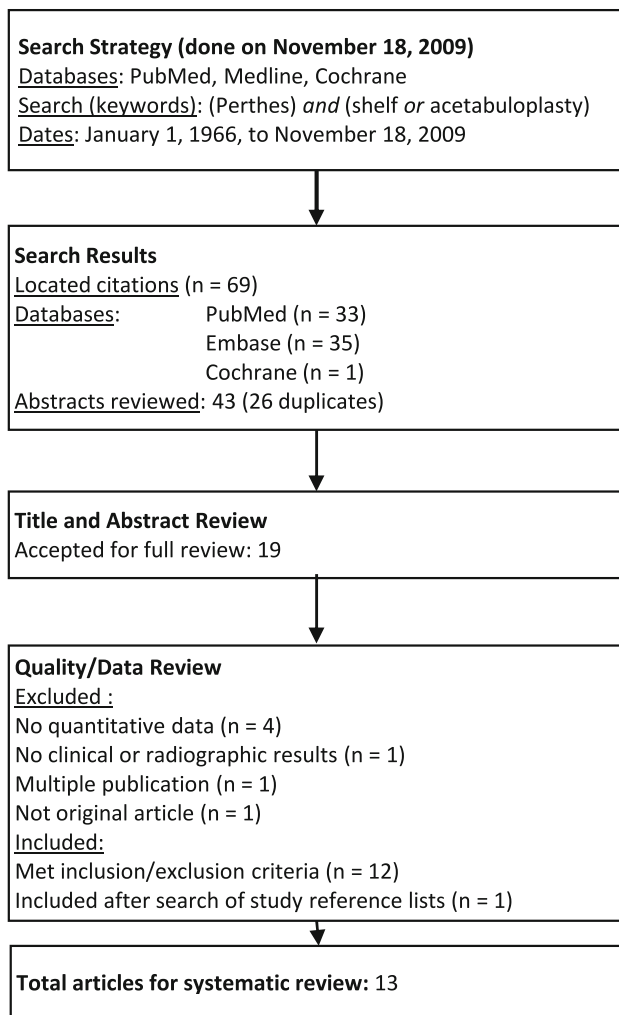 Search Strategy (done on November 18, 2009)
Databases: PubMed, Medline, Cochrane
Search (keywords): (Perthes) and (shelf or acetabuloplasty)
Dates: January 1, 1966, to November 18, 2009
Search Results
Located citations (n = 69)
Databases: PubMed (n = 33)
Embase (n = 35)
Cochrane (n = 1)
Abstracts reviewed: 43 (26 duplicates)
Title and Abstract Review
Accepted for full review: 19
Quality/Data Review
Excluded :
No quantitative data (n = 4)
No clinical or radiographic results (n = 1)
Multiple publication (n = 1)
Not original article (n = 1)
Included:
Met inclusion/exclusion criteria (n = 12)
Included after search of study reference lists (n = 1)
Total articles for systematic review: 13